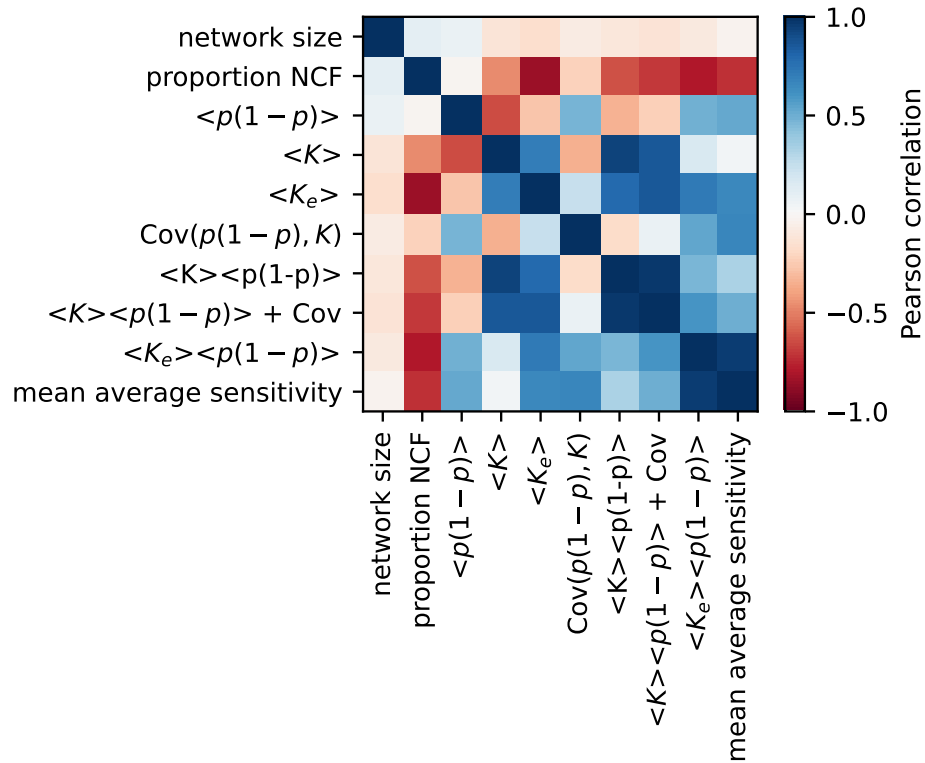 network size
proportion NCF
<p(1 − p)>
<K>
<Kₑ>
Cov(p(1 − p), K)
<K><p(1-p)>
<K><p(1 − p)> + Cov
<Kₑ><p(1 − p)>
mean average sensitivity
network size
proportion NCF
<p(1 − p)>
<K>
<Kₑ>
Cov(p(1 − p), K)
<K><p(1-p)>
<K><p(1 − p)> + Cov
<Kₑ><p(1 − p)>
mean average sensitivity
1.0
0.5
0.0
−0.5
−1.0
Pearson correlation